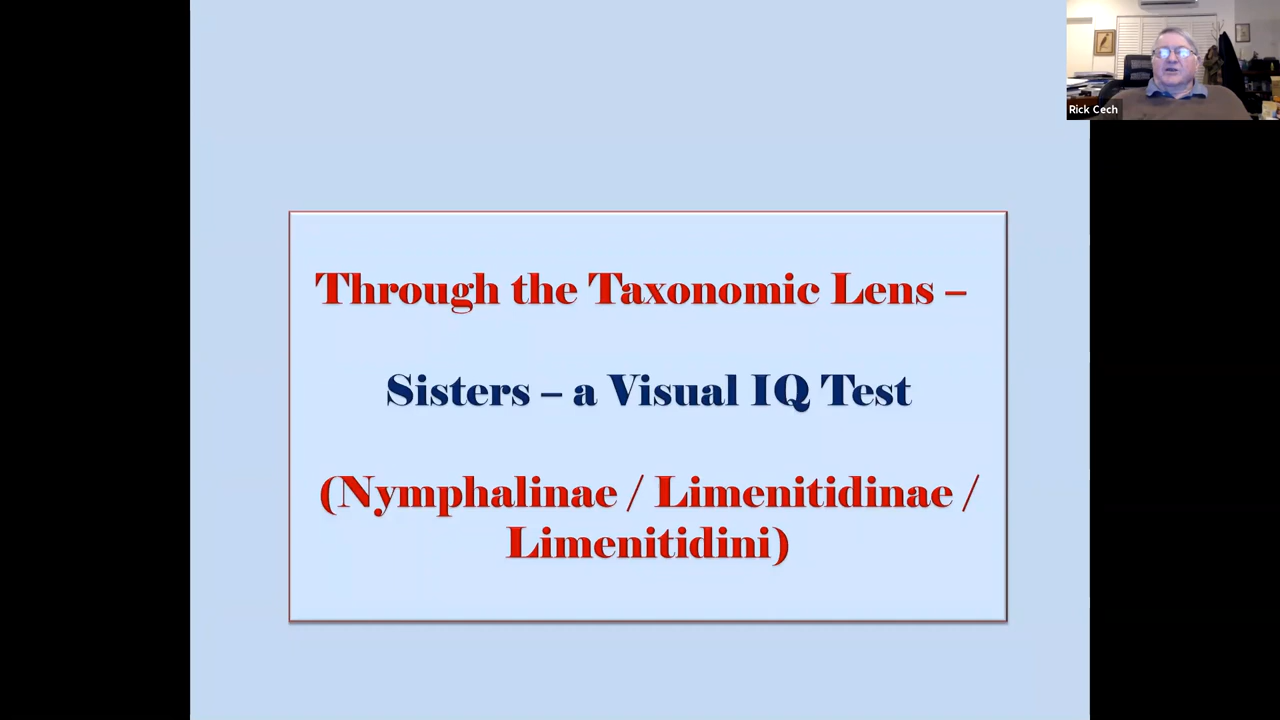 Rick Cech
Through the Taxonomic Lens –
Sisters – a Visual IQ Test
(Nymphalinae / Limenitidinae /
Limenitidini)